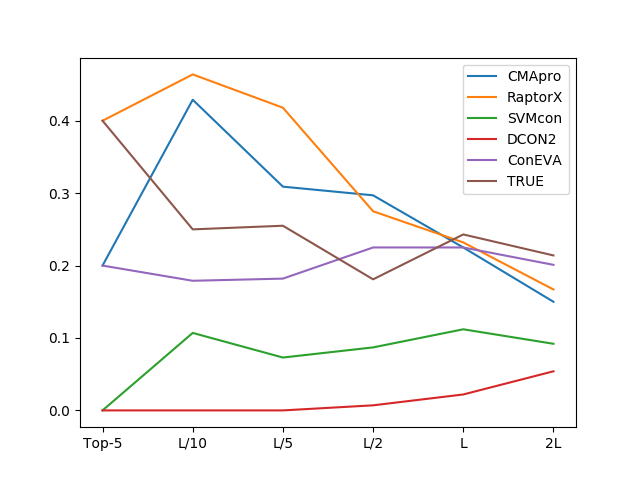 CMApro
RaptorX
SVMcon
DCON2
ConEVA
TRUE
0.4
0.3
0.2
0.1
0.0
Top-5 L/10 L/5 L/2 L 2L